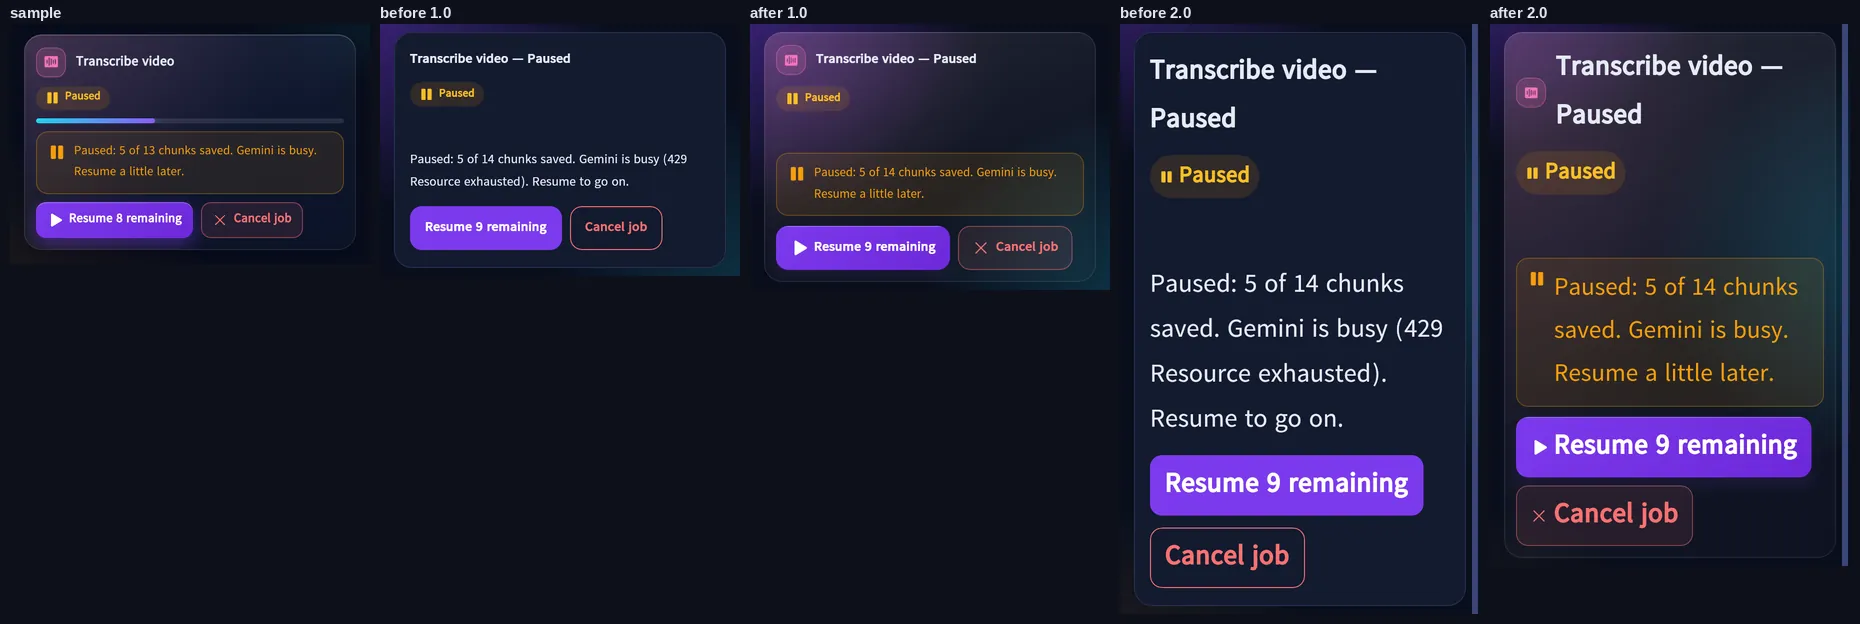 sample
Transcribe video
Paused
Paused: 5 of 13 chunks saved. Gemini is busy.
Resume a little later.
Resume 8 remaining
Cancel job
before 1.0
Transcribe video — Paused
Paused
Paused: 5 of 14 chunks saved. Gemini is busy (429
Resource exhausted). Resume to go on.
Resume 9 remaining
Cancel job
after 1.0
Transcribe video — Paused
Paused
Paused: 5 of 14 chunks saved. Gemini is busy.
Resume a little later.
Resume 9 remaining
Cancel job
before 2.0
Transcribe video —
Paused
Paused
Paused: 5 of 14 chunks
saved. Gemini is busy (429
Resource exhausted).
Resume to go on.
Resume 9 remaining
Cancel job
after 2.0
Transcribe video —
Paused
Paused
Paused: 5 of 14 chunks
saved. Gemini is busy.
Resume a little later.
Resume 9 remaining
Cancel job